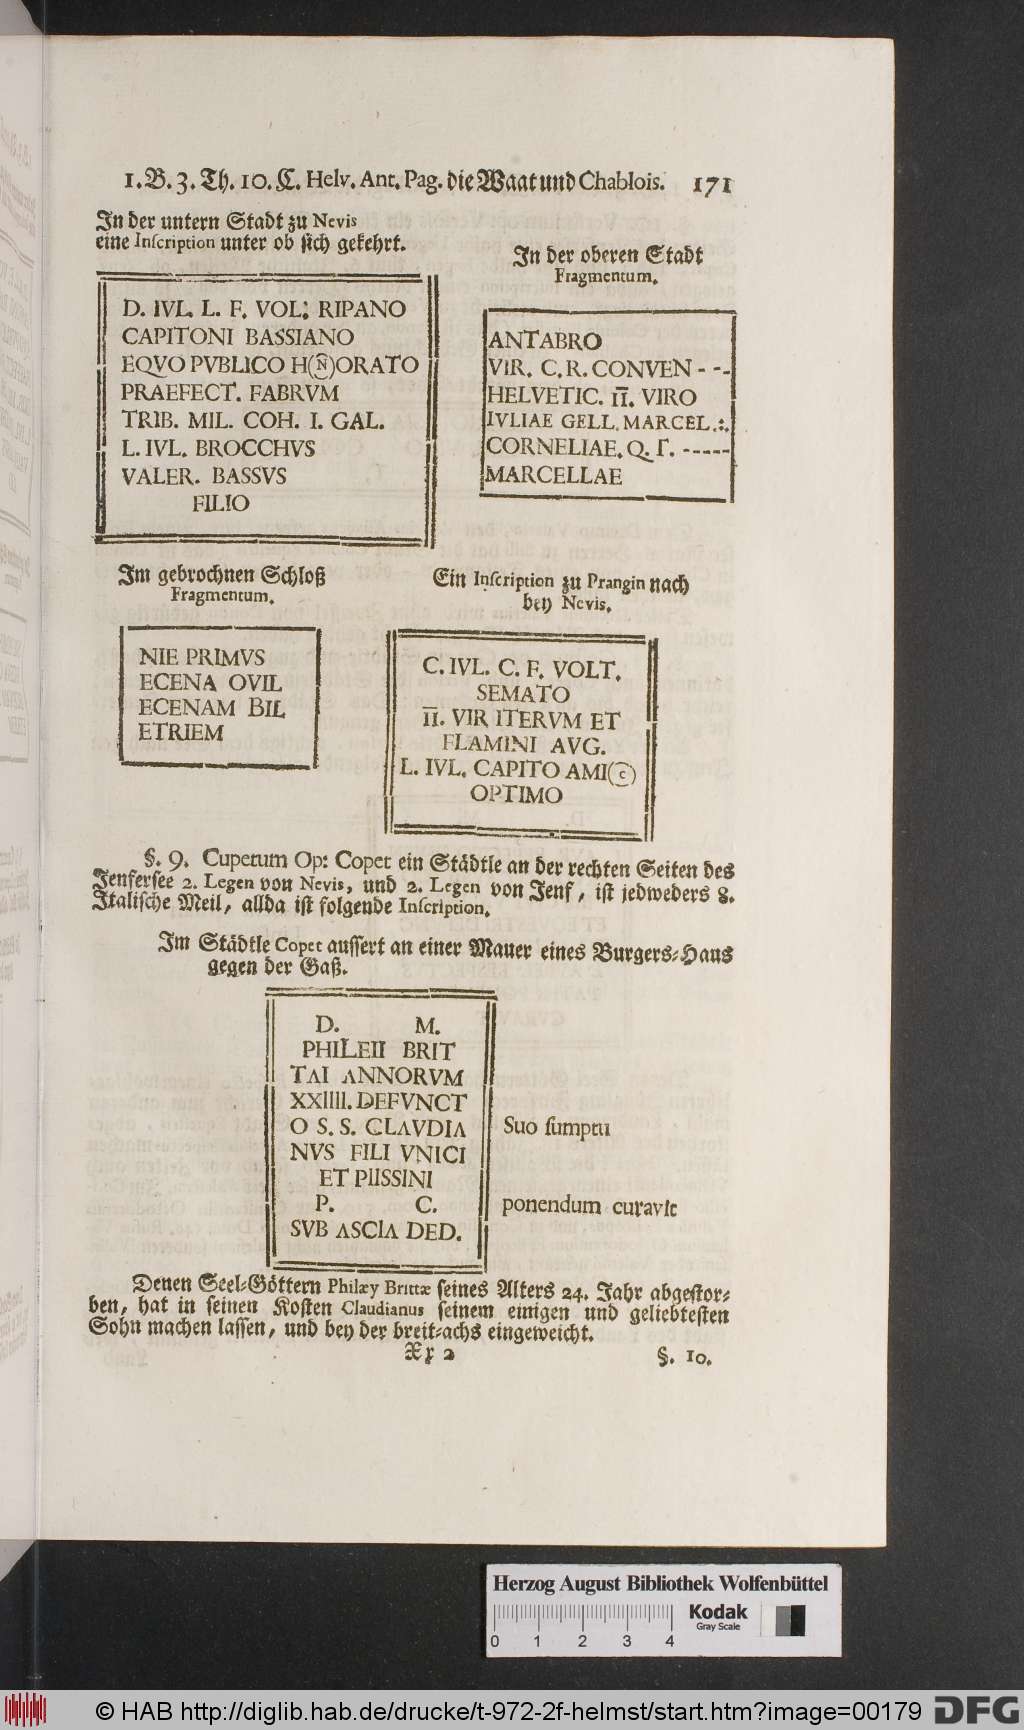 1. B. 3. Th. 10. C. Helv. Ant. Pag. die Waat und Chablois. 171
In der untern Stadt zu Nevis
eine Inscription unter ob sich gekehrt.
D. IVL. L. F. VOL: RIPANO
CAPITONI BASSIANO
EQVO PVBLICO H(N̂)ORATO
PRAEFECT. FABRVM
TRIB. MIL. COH. I. GAL.
L. IVL. BROCCHVS
VALER. BASSVS
FILIO
In der oberen Stadt
Fragmentum.
ANTABRO
VIR. C. R. CONVEN - - -
HELVETIC. I̅I̅. VIRO
IVLIAE GELL. MARCEL .:.
CORNELIAE. Q. Γ. -----
MARCELLAE
Im gebrochnen Schloß
Fragmentum.
NIE PRIMVS
ECENA OVIL
ECENAM BIL
ETRIEM
Ein Inscription zu Prangin nach
bey Nevis.
C. IVL. C. F. VOLT.
SEMATO
I̅I̅. VIR ITERVM ET
FLAMINI AVG.
L. IVL. CAPITO AMI(C)
OPTIMO
§. 9. Cupetum Op: Copet ein Städtle an der rechten Seiten des
Jenfersee 2. Legen von Nevis, und 2. Legen von Jenf, ist jedweders 8.
Italische Meil, allda ist folgende Inscription.
Im Städtle Copet aussert an einer Mauer eines Burgers-Haus
gegen der Gaß.
D. M.
PHILEII BRIT
TΛI ΛNNORVM
XXIIII. DEFVNCT
O S. S. CLΛVDIΛ
NVS FILI VNICI
ET PIISSINI
P. C.
SVB ΛSCIΛ DED.
Suo sumptu
ponendum curavit
Denen Seel-Göttern Philæy Brittæ seines Alters 24. Jahr abgestor-
ben, hat in seinen Kosten Claudianus seinem einigen und geliebtesten
Sohn machen lassen, und bey der breit-achs eingeweicht.
Xx 2 §. 10.
Herzog August Bibliothek Wolfenbüttel
0 1 2 3 4
Kodak
Gray Scale
© HAB http://diglib.hab.de/drucke/t-972-2f-helmst/start.htm?image=00179 DFG